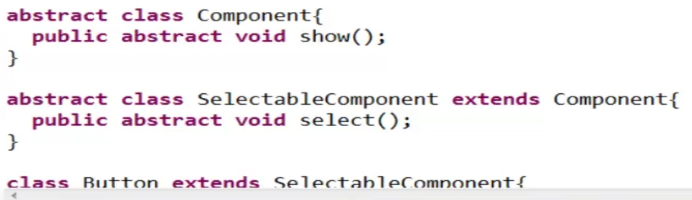 abstract class Component{
public abstract void show();
}
abstract class SelectableComponent extends Component{
public abstract void select();
}
class Button extends SelectableComponent{